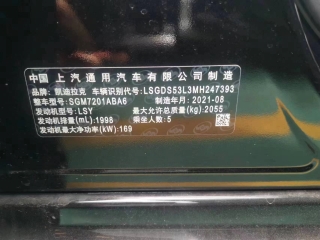 中国 上汽通用汽车有限公司制造
品牌：凯迪拉克 车辆识别代号：LSGDS53L3MH247393
整车型号：SGM7201ABA6 制造年月：2021-08
发动机型号：LSY 最大允许总质量(kg)：2055
发动机排量(mL)：1998 乘坐人数：5
发动机最大净功率(kW)：169